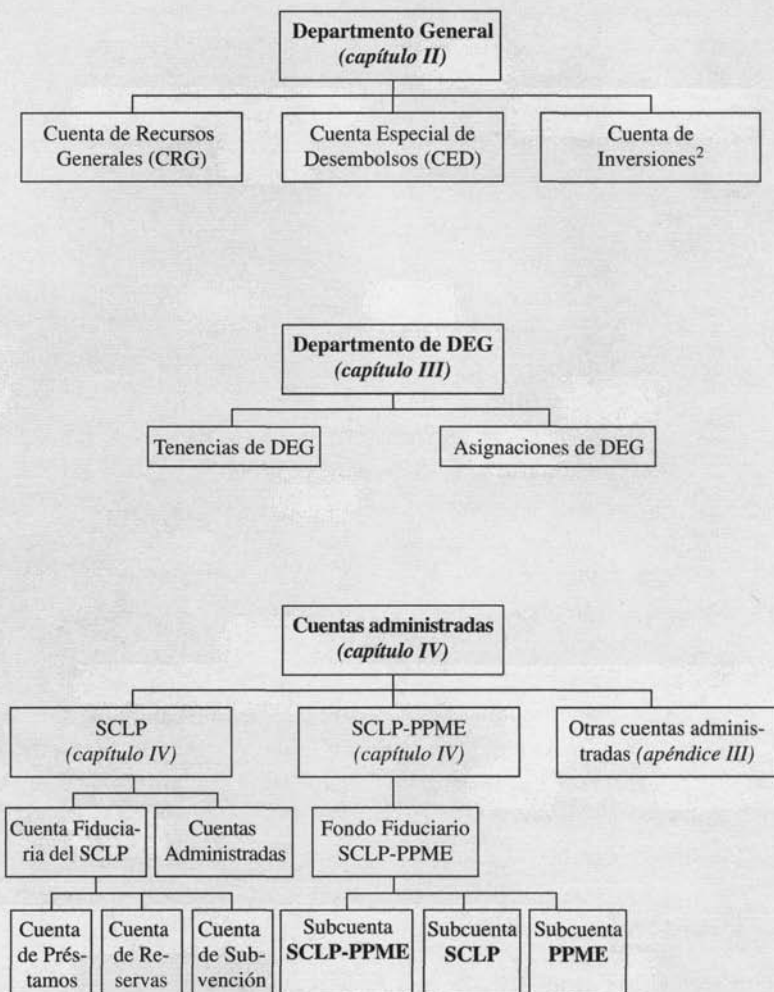 Departmento General
(capítulo II)
Cuenta de Recursos
Generales (CRG)
Cuenta Especial de
Desembolsos (CED)
Cuenta de
Inversiones²
Departmento de DEG
(capítulo III)
Tenencias de DEG
Asignaciones de DEG
Cuentas administradas
(capítulo IV)
SCLP
(capítulo IV)
SCLP-PPME
(capítulo IV)
Otras cuentas adminis-
tradas (apéndice III)
Cuenta Fiducia-
ria del SCLP
Cuentas
Administradas
Fondo Fiduciario
SCLP-PPME
Cuenta
de Prés-
tamos
Cuenta
de Re-
servas
Cuenta
de Sub-
vención
Subcuenta
SCLP-PPME
Subcuenta
SCLP
Subcuenta
PPME